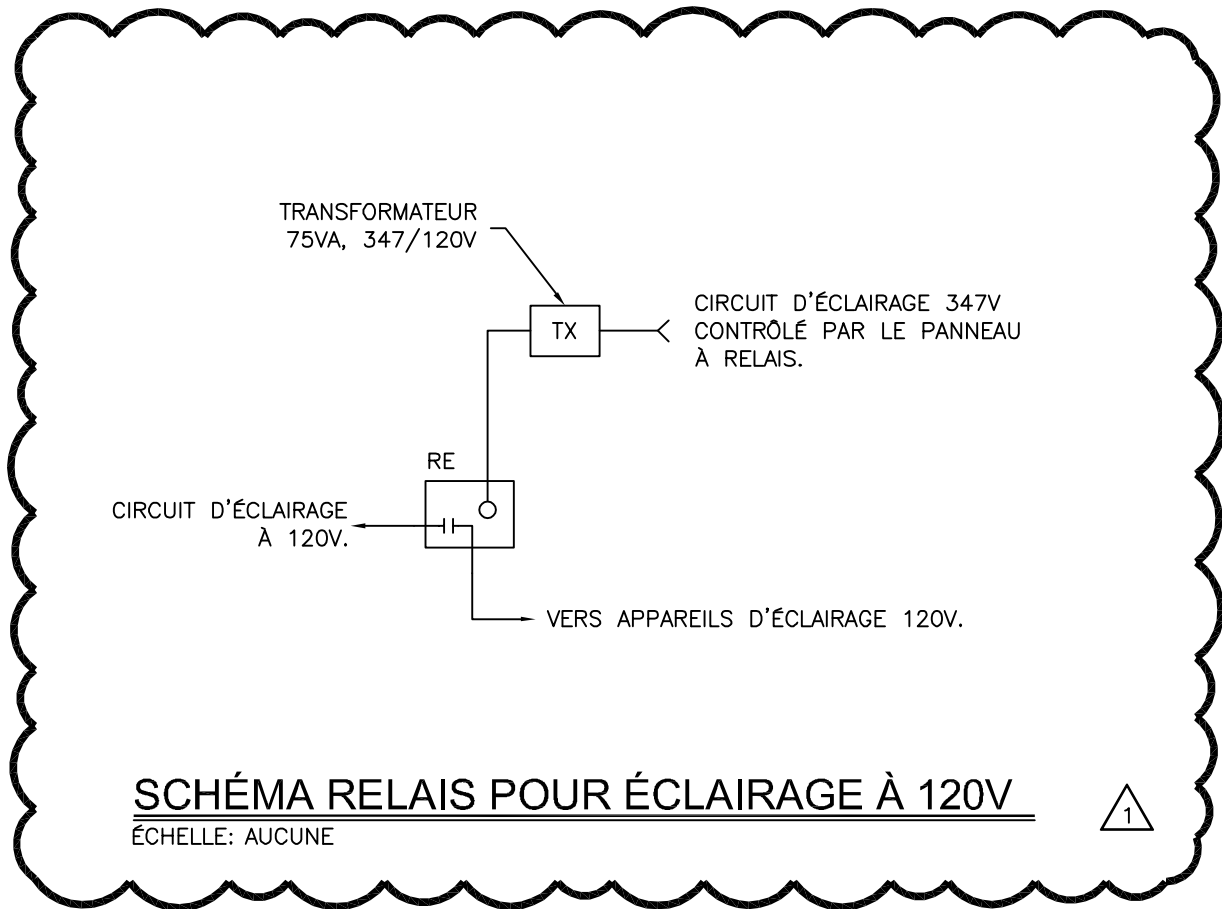 TRANSFORMATEUR
75VA, 347/120V
TX
CIRCUIT D'ÉCLAIRAGE 347V
CONTRÔLÉ PAR LE PANNEAU
À RELAIS.
RE
CIRCUIT D'ÉCLAIRAGE
À 120V.
VERS APPAREILS D'ÉCLAIRAGE 120V.
SCHÉMA RELAIS POUR ÉCLAIRAGE À 120V
ÉCHELLE: AUCUNE
1